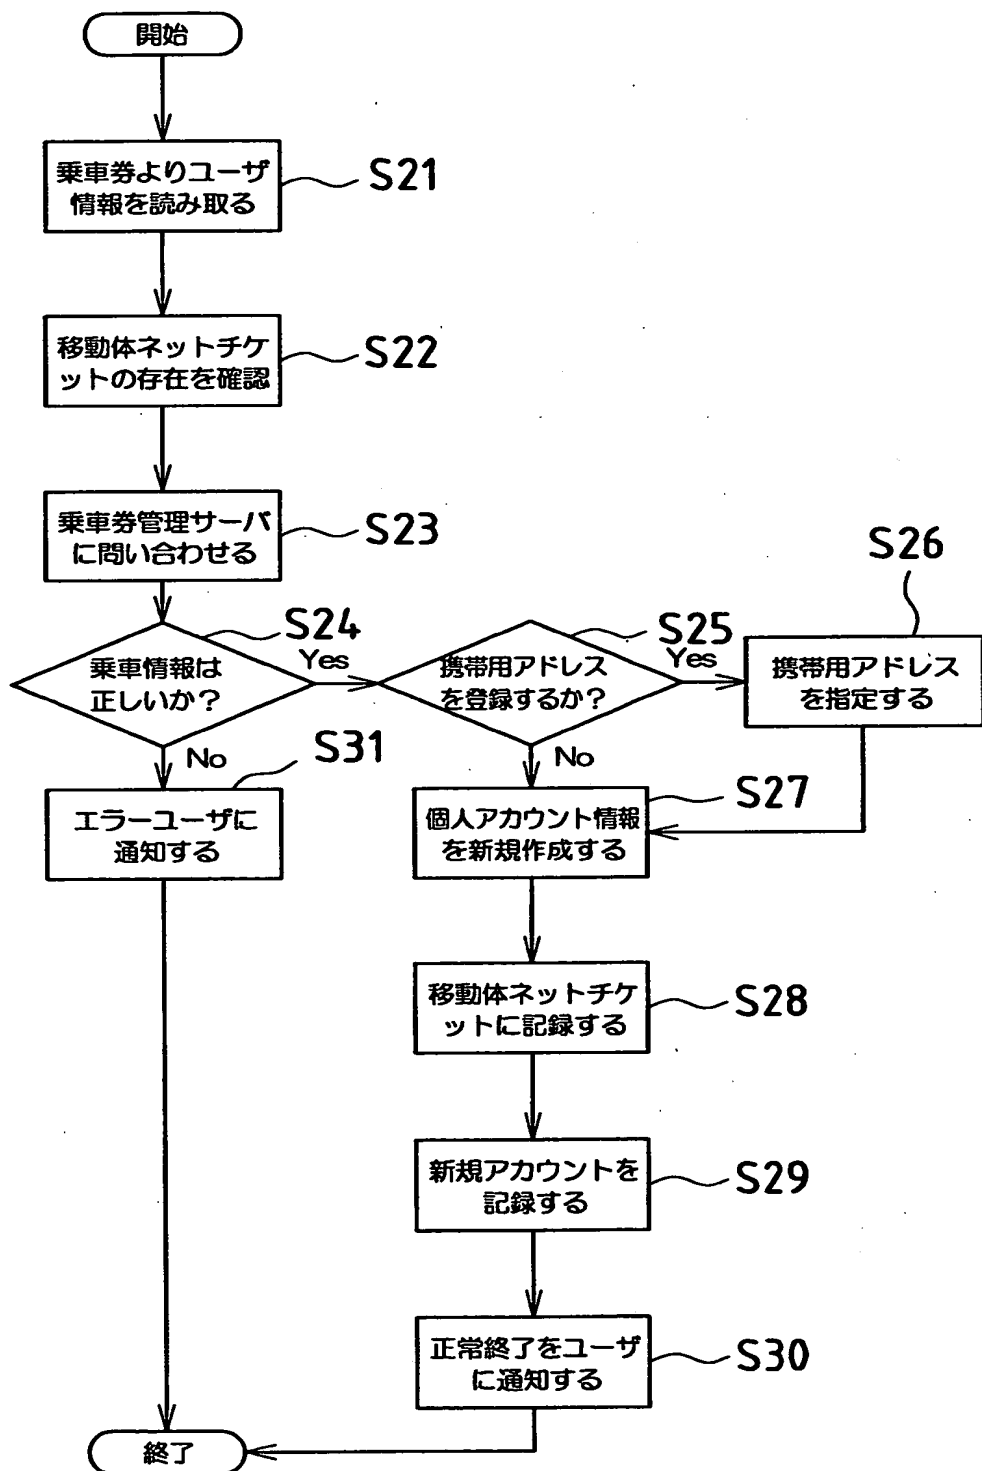 開始
乗車券よりユーザ
情報を読み取る
S21
移動体ネットチケ
ットの存在を確認
S22
乗車券管理サーバ
に問い合わせる
S23
乗車情報は
正しいか?
S24
Yes
No
携帯用アドレス
を登録するか?
S25
Yes
No
携帯用アドレス
を指定する
S26
エラーユーザに
通知する
S31
個人アカウント情報
を新規作成する
S27
移動体ネットチケ
ットに記録する
S28
新規アカウントを
記録する
S29
正常終了をユーザ
に通知する
S30
終了